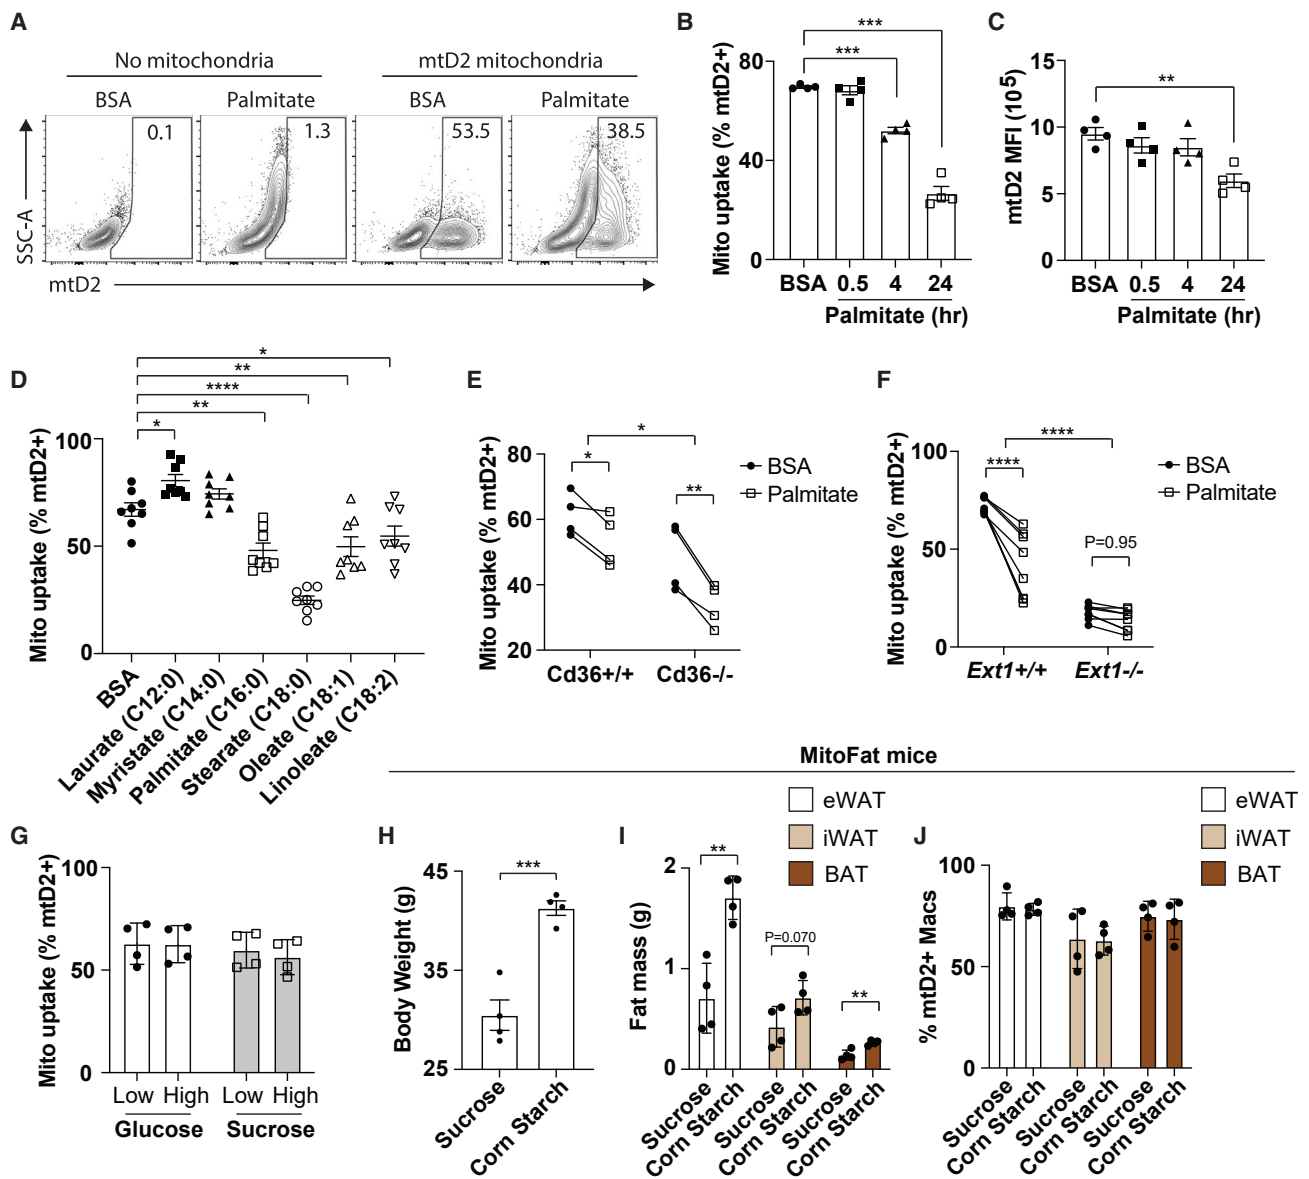 A
No mitochondria
mtD2 mitochondria
BSA
Palmitate
BSA
Palmitate
0.1
1.3
53.5
38.5
SSC-A
mtD2
B
Mito uptake (% mtD2+)
80
40
0
***
***
BSA 0.5 4 24
Palmitate (hr)
C
mtD2 MFI (10⁵)
15
10
5
0
**
BSA 0.5 4 24
Palmitate (hr)
D
Mito uptake (% mtD2+)
100
50
0
*
**
****
**
*
BSA
Laurate (C12:0)
Myristate (C14:0)
Palmitate (C16:0)
Stearate (C18:0)
Oleate (C18:1)
Linoleate (C18:2)
E
Mito uptake (% mtD2+)
80
60
40
20
*
*
**
BSA
Palmitate
Cd36+/+
Cd36-/-
F
Mito uptake (% mtD2+)
100
50
0
****
****
P=0.95
BSA
Palmitate
Ext1+/+
Ext1-/-
MitoFat mice
G
Mito uptake (% mtD2+)
100
50
0
Low High
Low High
Glucose
Sucrose
H
Body Weight (g)
45
35
25
***
Sucrose
Corn Starch
I
eWAT
iWAT
BAT
Fat mass (g)
2
1
0
**
P=0.070
**
Sucrose
Corn Starch
Sucrose
Corn Starch
Sucrose
Corn Starch
J
eWAT
iWAT
BAT
% mtD2+ Macs
100
50
0
Sucrose
Corn Starch
Sucrose
Corn Starch
Sucrose
Corn Starch